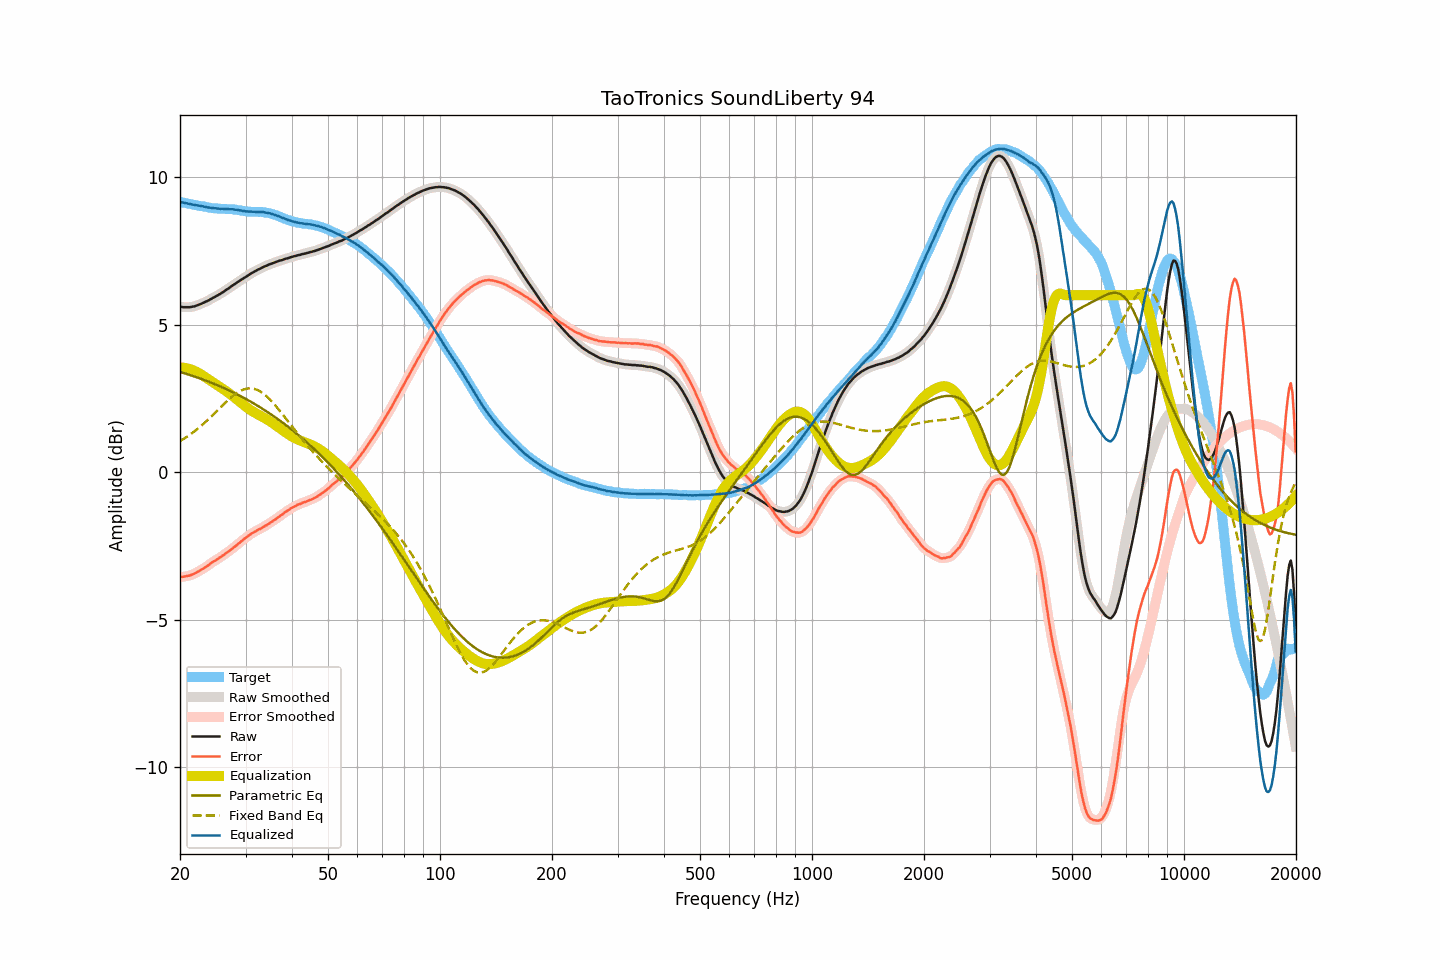 TaoTronics SoundLiberty 94
Amplitude (dBr)
10
5
0
−5
−10
Target
Raw Smoothed
Error Smoothed
Raw
Error
Equalization
Parametric Eq
Fixed Band Eq
Equalized
20 50 100 200 500 1000 2000 5000 10000 20000
Frequency (Hz)